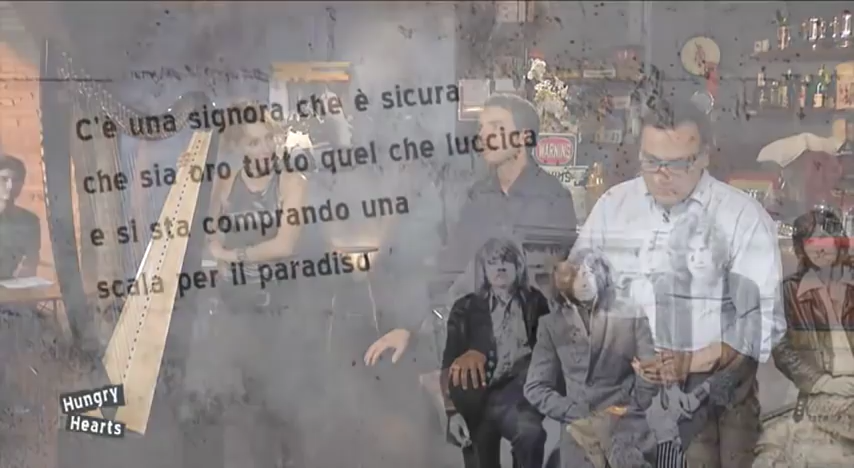 C'è una signora che è sicura
che sia oro tutto quel che luccica
e si sta comprando una
scala per il paradiso
Hungry
Hearts